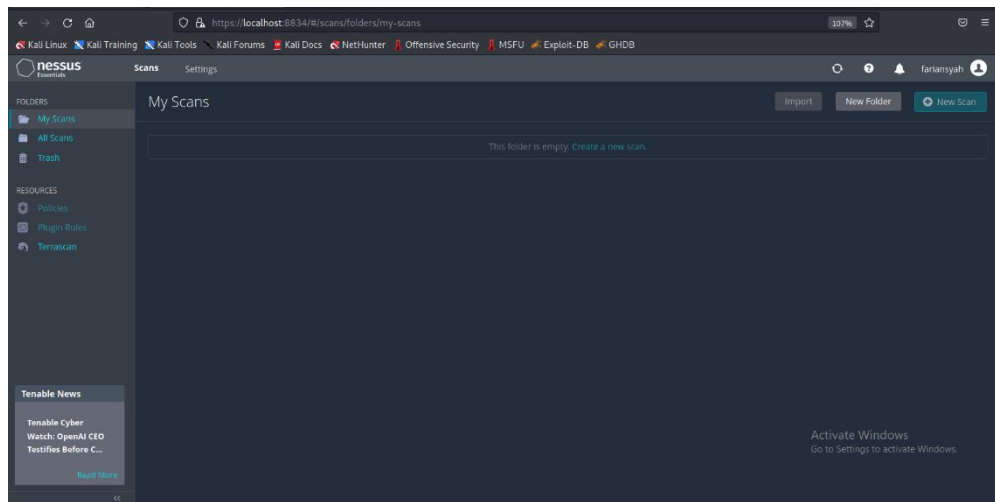 https://localhost:8834/#/scans/folders/my-scans 107%
Kali Linux Kali Training Kali Tools Kali Forums Kali Docs NetHunter Offensive Security MSFU Exploit-DB GHDB
nessus Essentials Scans Settings fariansyah
FOLDERS
My Scans
All Scans
Trash
RESOURCES
Policies
Plugin Rules
Terrascan
My Scans Import New Folder New Scan
This folder is empty. Create a new scan.
Tenable News
Tenable Cyber
Watch: OpenAI CEO
Testifies Before C...
Read More
Activate Windows
Go to Settings to activate Windows.